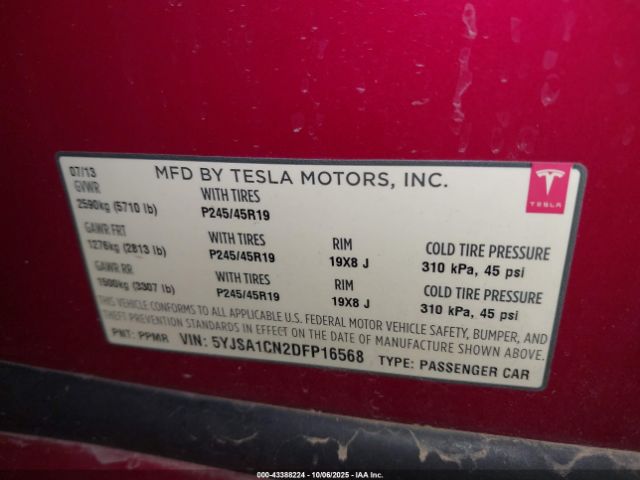 07/13 MFD BY TESLA MOTORS, INC.
TESLA
GVWR WITH TIRES
2590kg (5710 lb) P245/45R19
GAWR FRT WITH TIRES RIM COLD TIRE PRESSURE
1276kg (2813 lb) P245/45R19 19X8 J 310 kPa, 45 psi
GAWR RR WITH TIRES RIM COLD TIRE PRESSURE
1500kg (3307 lb) P245/45R19 19X8 J 310 kPa, 45 psi
THIS VEHICLE CONFORMS TO ALL APPLICABLE U.S. FEDERAL MOTOR VEHICLE SAFETY, BUMPER, AND
THEFT PREVENTION STANDARDS IN EFFECT ON THE DATE OF MANUFACTURE SHOWN ABOVE.
PNT: PPMR VIN: 5YJSA1CN2DFP16568 TYPE: PASSENGER CAR
000-43388224 - 10/06/2025 - IAA Inc.